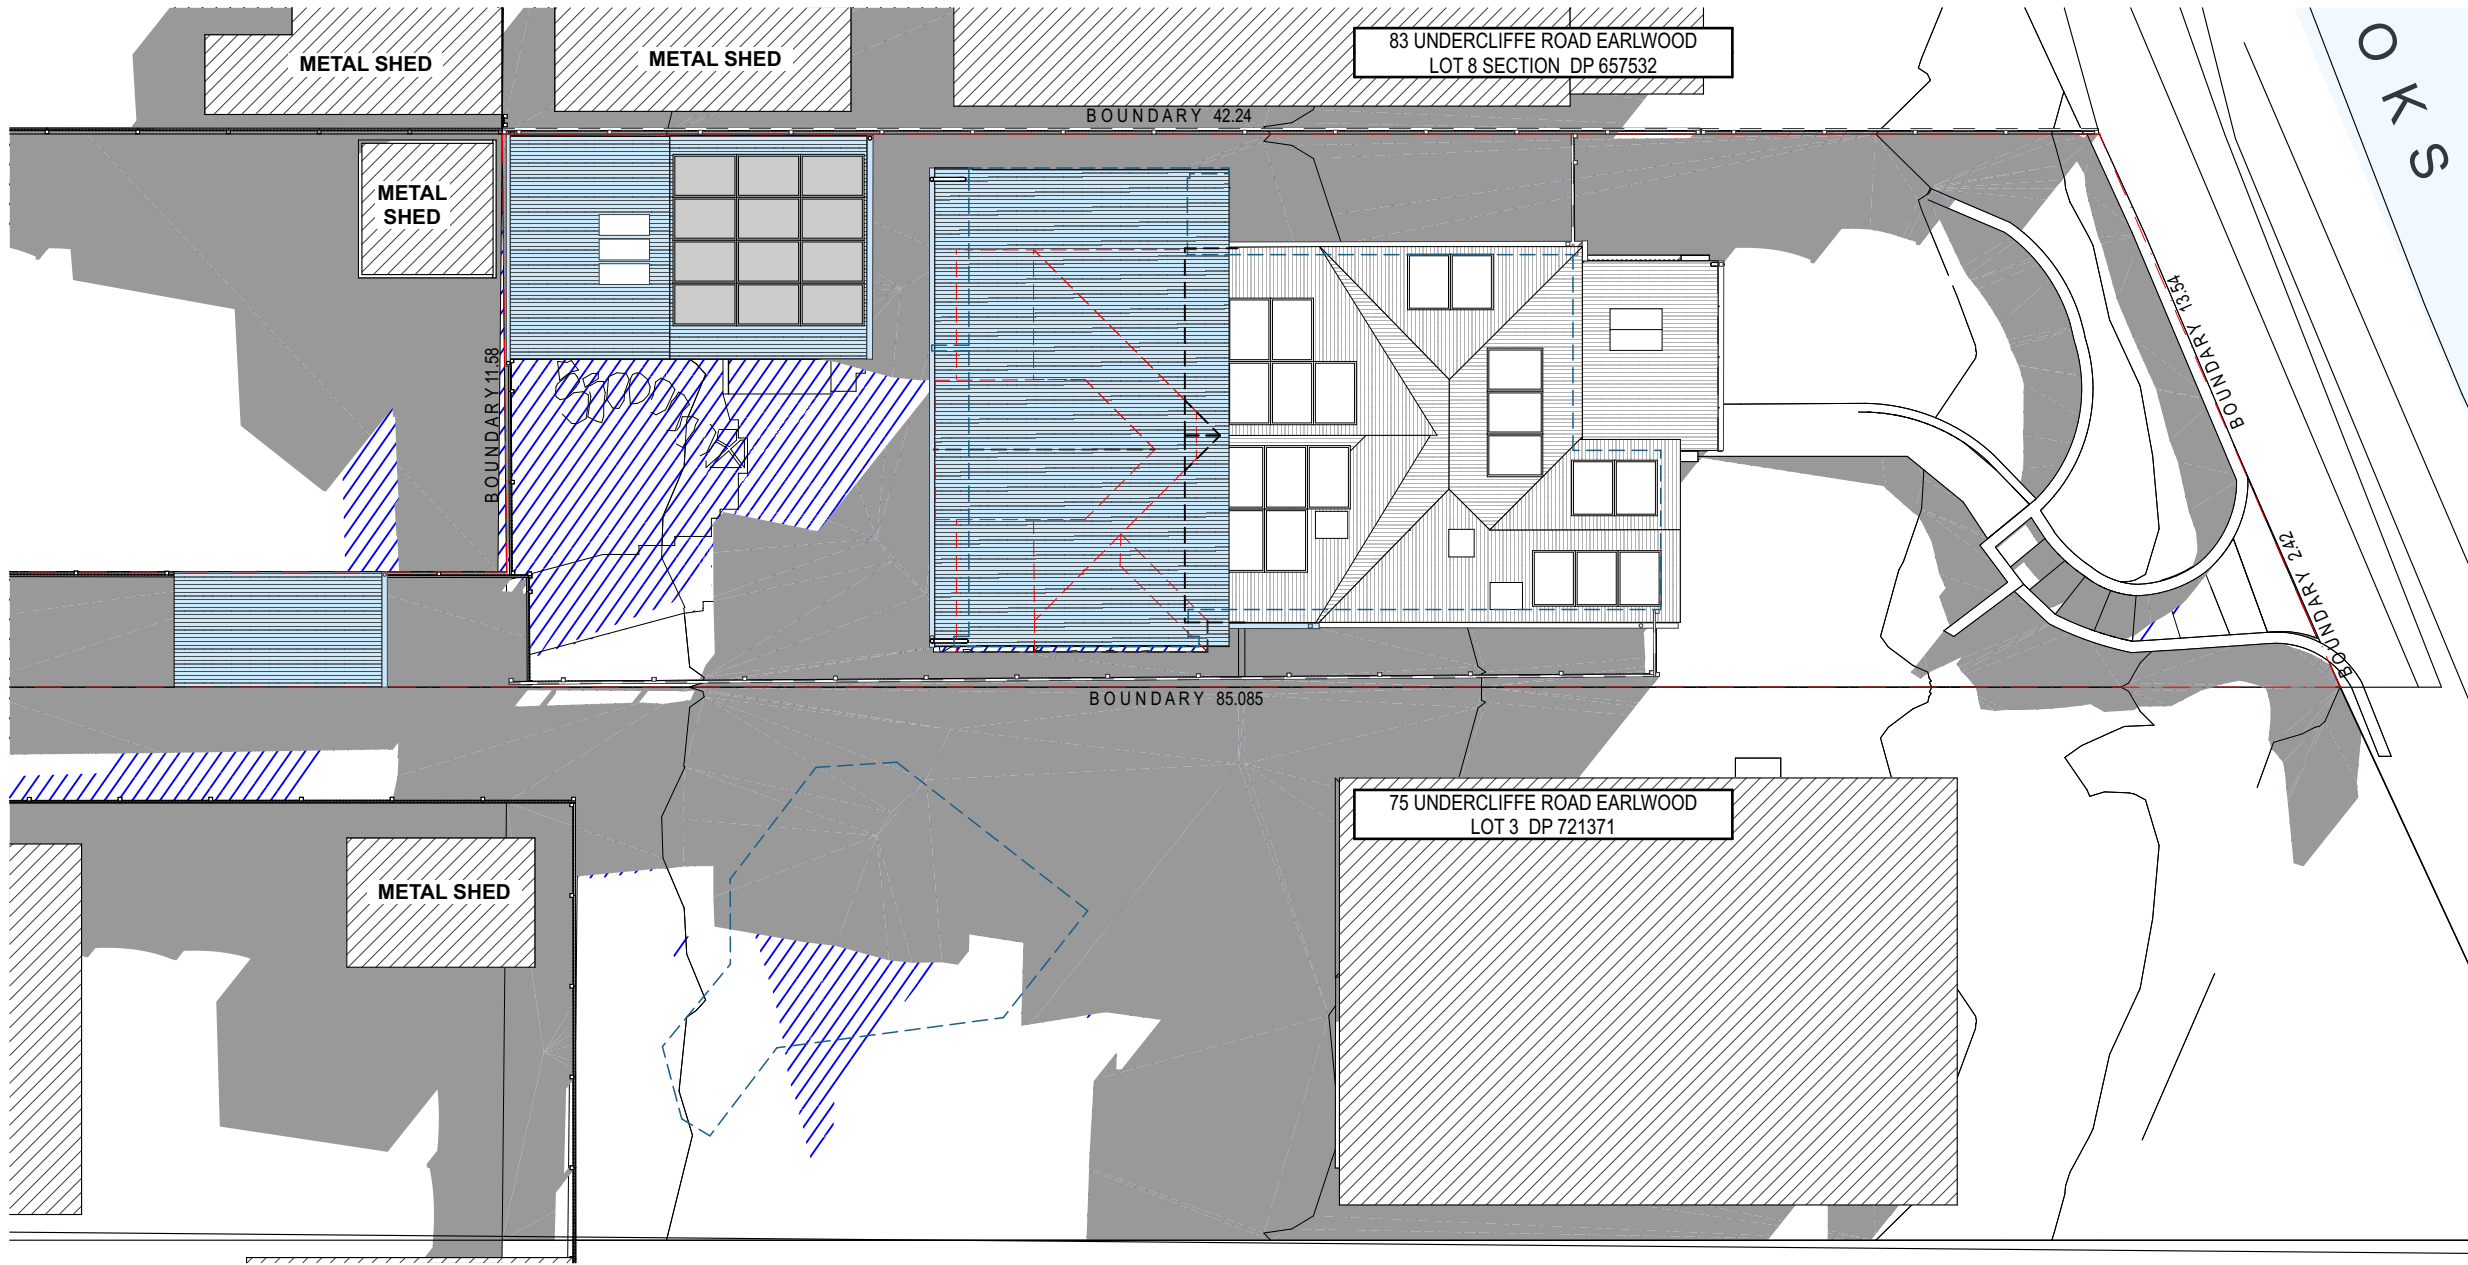 METAL SHED
METAL SHED
83 UNDERCLIFFE ROAD EARLWOOD
LOT 8 SECTION  DP 657532
O K S
BOUNDARY 42.24
METAL
SHED
BOUNDARY 11.58
BOUNDARY 13.54
BOUNDARY 2.42
BOUNDARY
BOUNDARY 85.085
75 UNDERCLIFFE ROAD EARLWOOD
LOT 3  DP 721371
METAL SHED